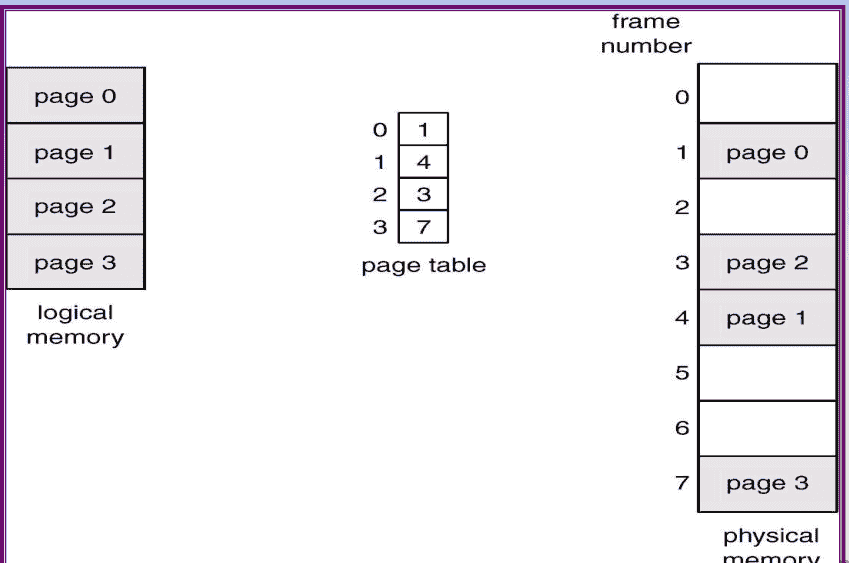 frame
number
page 0
page 1
page 2
page 3
logical
memory
0 1
1 4
2 3
3 7
page table
0
1 page 0
2
3 page 2
4 page 1
5
6
7 page 3
physical
memory